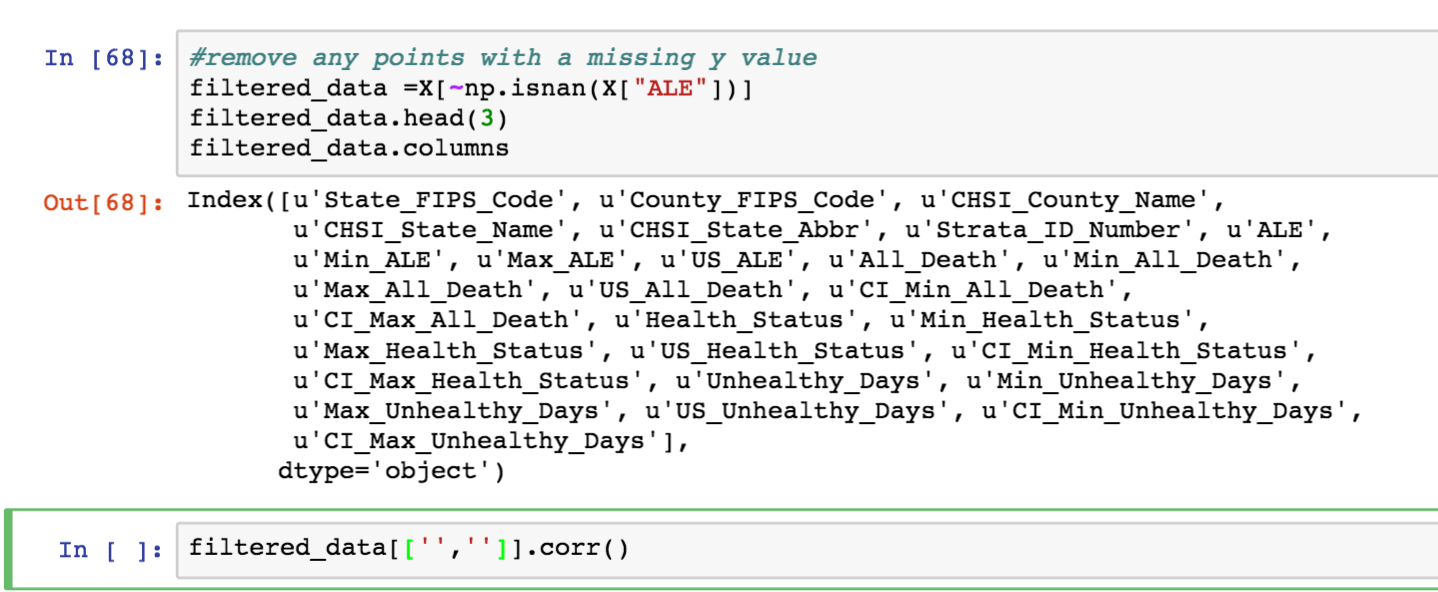 In [68]: #remove any points with a missing y value
filtered_data =X[~np.isnan(X["ALE"])]
filtered_data.head(3)
filtered_data.columns
Out[68]: Index([u'State_FIPS_Code', u'County_FIPS_Code', u'CHSI_County_Name',
u'CHSI_State_Name', u'CHSI_State_Abbr', u'Strata_ID_Number', u'ALE',
u'Min_ALE', u'Max_ALE', u'US_ALE', u'All_Death', u'Min_All_Death',
u'Max_All_Death', u'US_All_Death', u'CI_Min_All_Death',
u'CI_Max_All_Death', u'Health_Status', u'Min_Health_Status',
u'Max_Health_Status', u'US_Health_Status', u'CI_Min_Health_Status',
u'CI_Max_Health_Status', u'Unhealthy_Days', u'Min_Unhealthy_Days',
u'Max_Unhealthy_Days', u'US_Unhealthy_Days', u'CI_Min_Unhealthy_Days',
u'CI_Max_Unhealthy_Days'],
dtype='object')
In [ ]: filtered_data[['','']].corr()